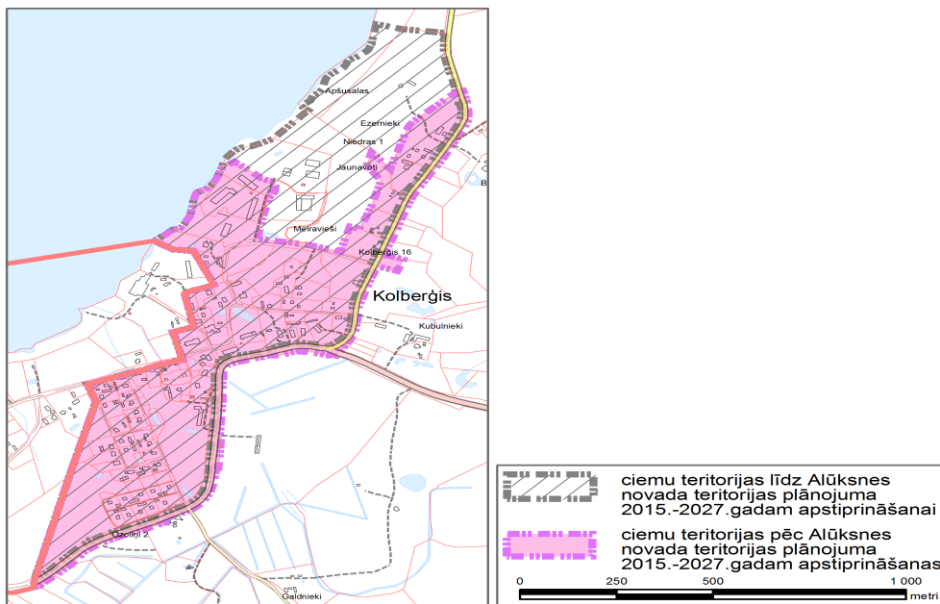 Apšusalas
Ezernieki
Niedras 1
Jaunavoti
Melravieši
Kolberģis 16
Kolberģis
Kubulnieki
Ozoliņi 2
Galdnieki
B
ciemu teritorijas līdz Alūksnes
novada teritorijas plānojuma
2015.-2027.gadam apstiprināšanai
ciemu teritorijas pēc Alūksnes
novada teritorijas plānojuma
2015.-2027.gadam apstiprināšanas
0 250 500 1 000
metri